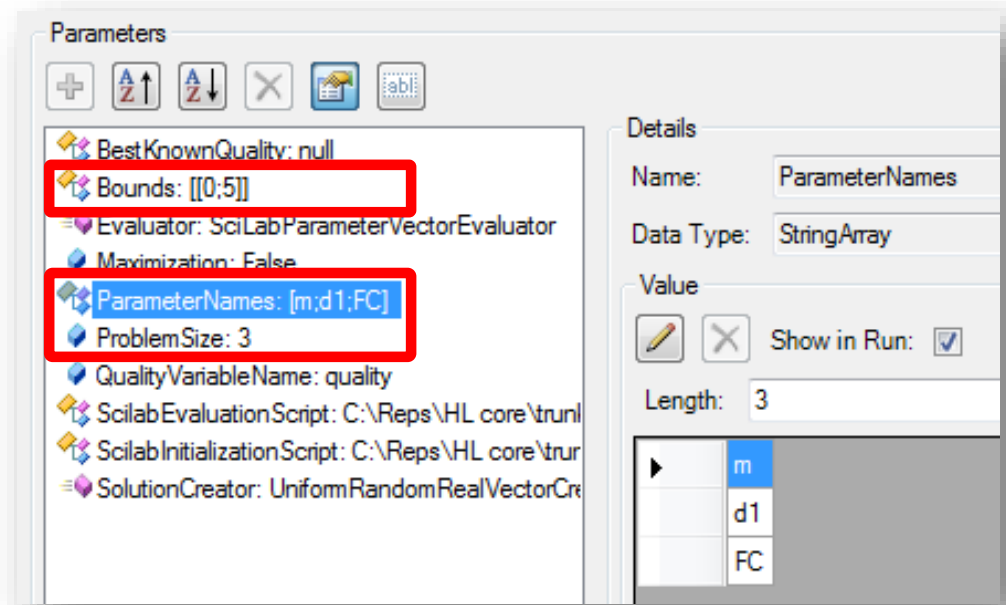 Parameters
BestKnownQuality: null
Bounds: [[0;5]]
Evaluator: SciLabParameterVectorEvaluator
Maximization: False
ParameterNames: [m;d1;FC]
ProblemSize: 3
QualityVariableName: quality
ScilabEvaluationScript: C:\Reps\HL core\trunk
ScilabInitializationScript: C:\Reps\HL core\trun
SolutionCreator: UniformRandomRealVectorCre
Details
Name: ParameterNames
Data Type: StringArray
Value
Show in Run:
Length: 3
m
d1
FC